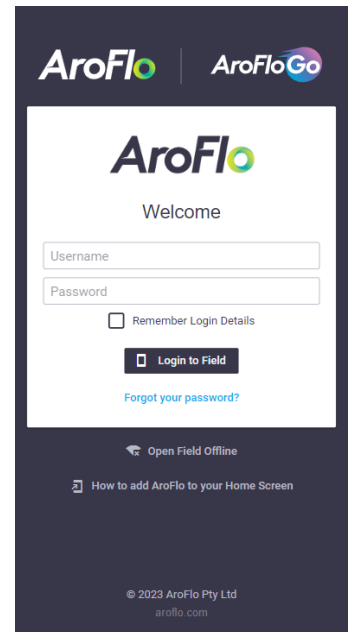 AroFlo AroFloGo
AroFlo
Welcome
Username
Password
Remember Login Details
Login to Field
Forgot your password?
Open Field Offline
How to add AroFlo to your Home Screen
© 2023 AroFlo Pty Ltd
aroflo.com